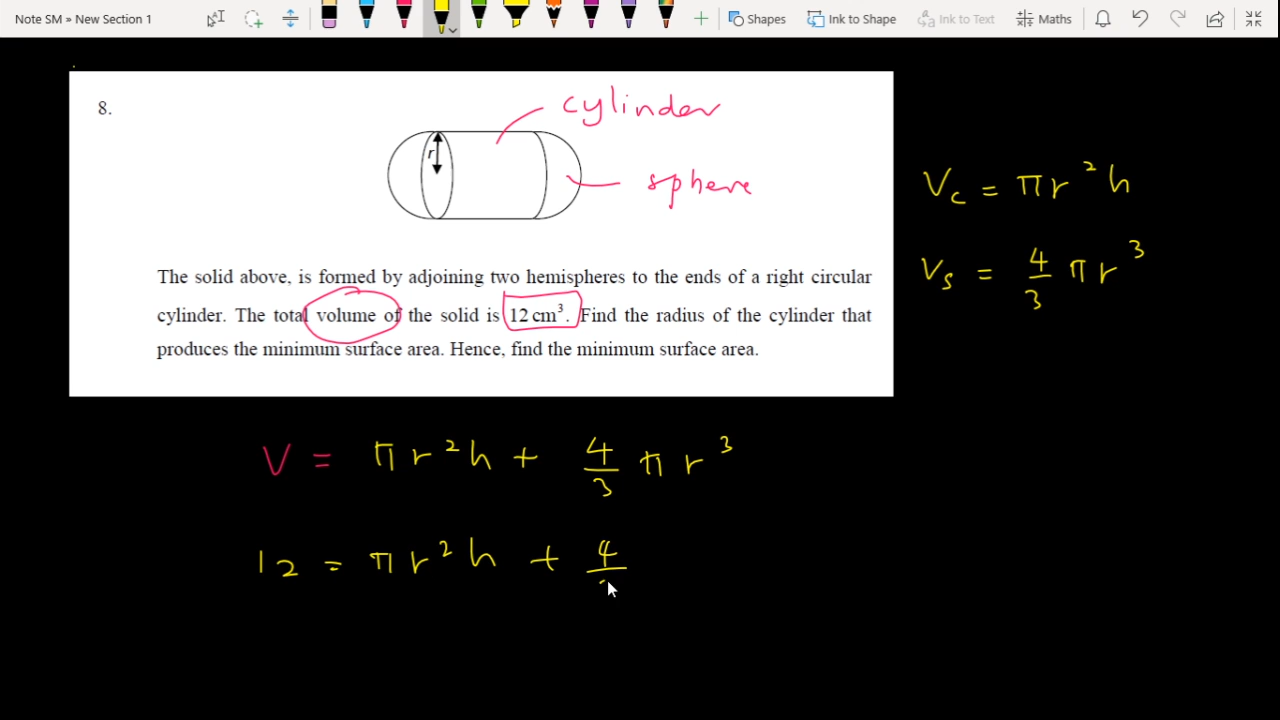 Note SM » New Section 1
Shapes
Ink to Shape
Ink to Text
Maths
8.
cylinder
r
sphere
The solid above, is formed by adjoining two hemispheres to the ends of a right circular
cylinder. The total volume of the solid is 12 cm³. Find the radius of the cylinder that
produces the minimum surface area. Hence, find the minimum surface area.
Vc = πr²h
Vs = 4/3 πr³
V = πr²h + 4/3 πr³
12 = πr²h + 4